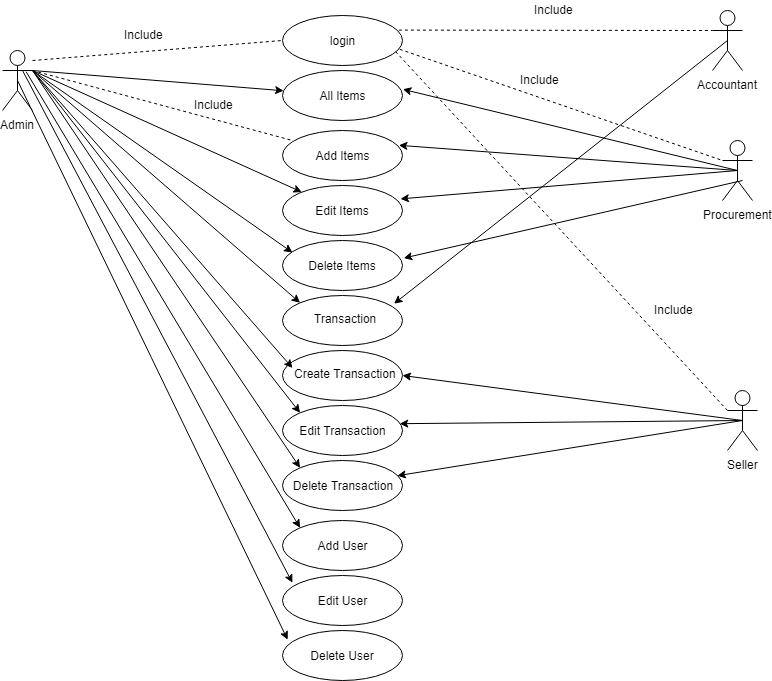 Include
Include
login
Accountant
Include
All Items
Include
Admin
Add Items
Edit Items
Procurement
Delete Items
Transaction
Include
Create Transaction
Edit Transaction
Seller
Delete Transaction
Add User
Edit User
Delete User